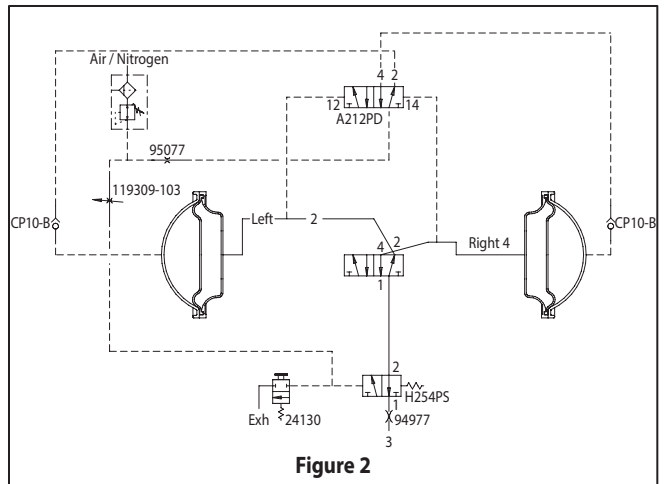 Air / Nitrogen
4 2
12 14
A212PD
95077
119309-103
CP10-B
CP10-B
Left 2
4 2
Right 4
1
2
H254PS
1
Exh 24130
94977
3
Figure 2